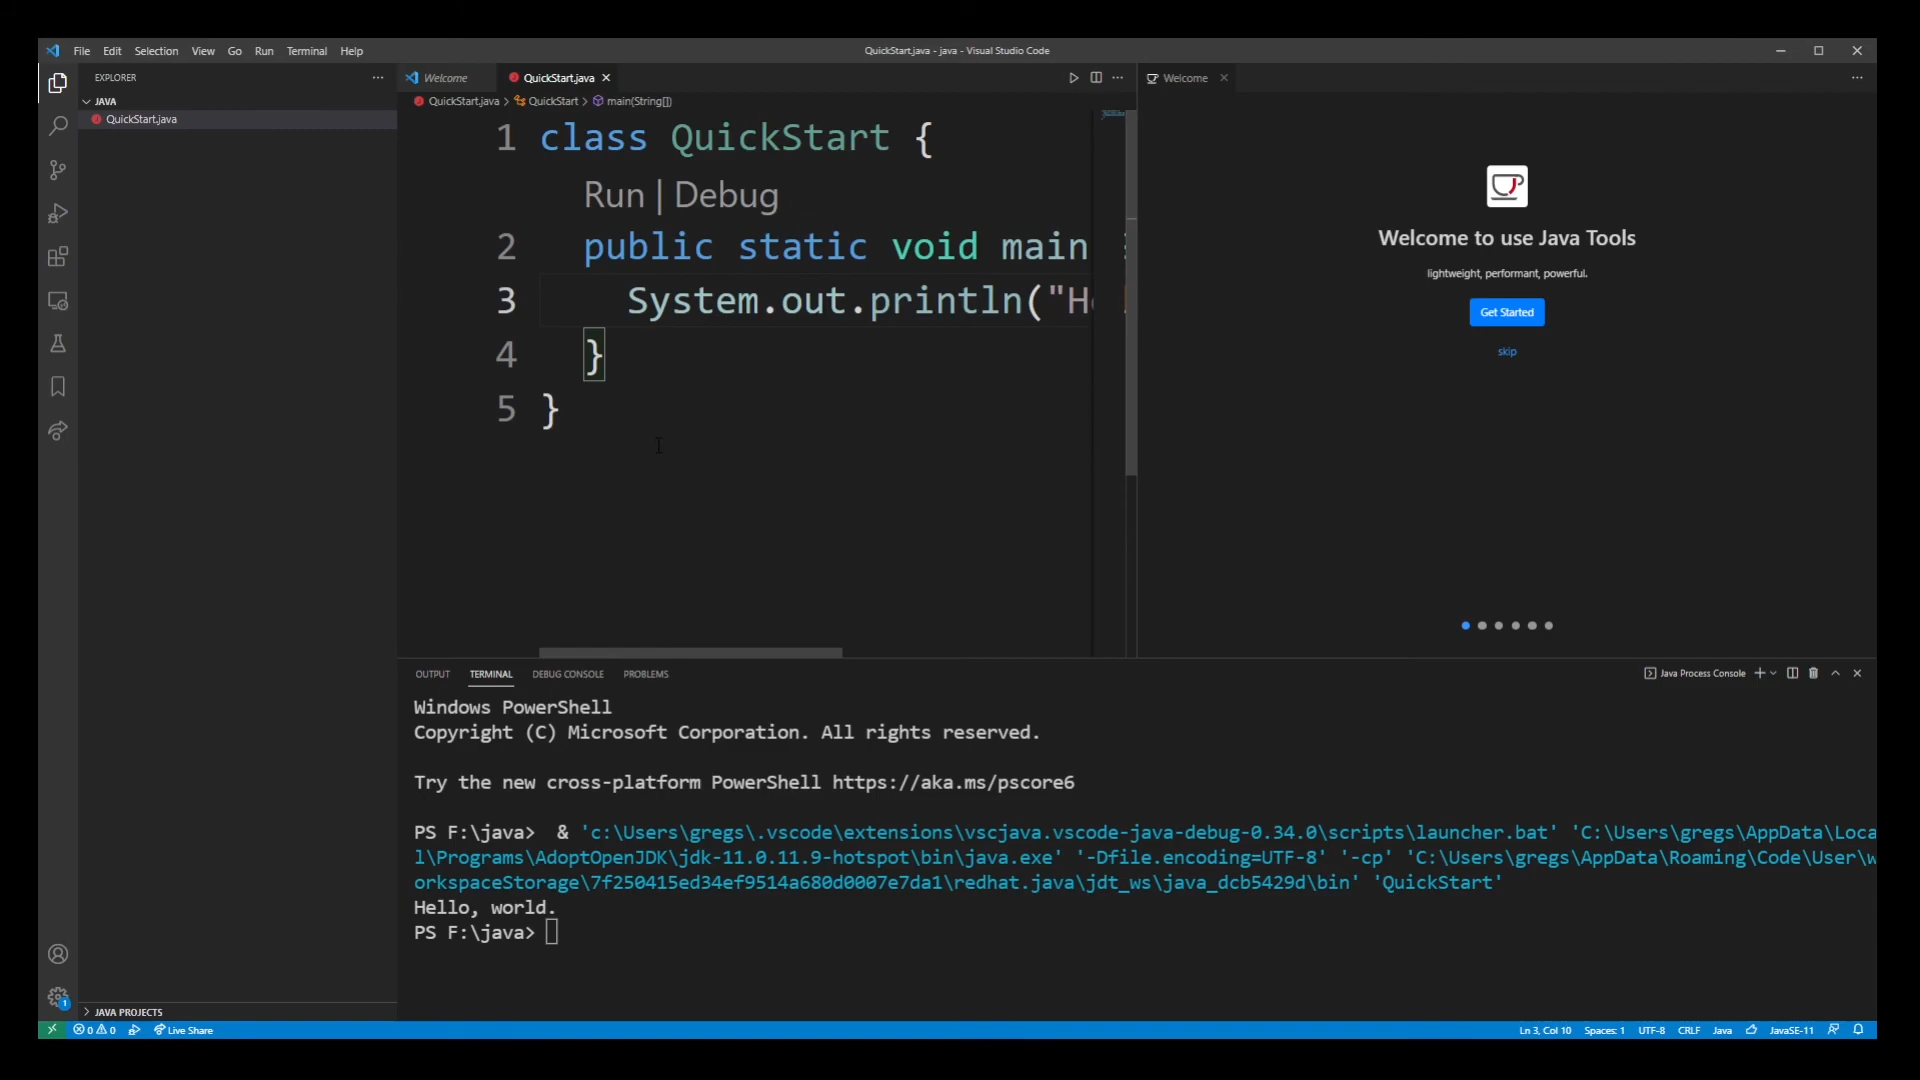 File Edit Selection View Go Run Terminal Help
QuickStart.java - java - Visual Studio Code
EXPLORER
JAVA
QuickStart.java
JAVA PROJECTS
Welcome
QuickStart.java
QuickStart.java > QuickStart > main(String[])
1 class QuickStart {
Run | Debug
2 public static void main
3 System.out.println("H
4 }
5 }
Welcome
Welcome to use Java Tools
lightweight, performant, powerful.
Get Started
skip
OUTPUT TERMINAL DEBUG CONSOLE PROBLEMS
Java Process Console
Windows PowerShell
Copyright (C) Microsoft Corporation. All rights reserved.
Try the new cross-platform PowerShell https://aka.ms/pscore6
PS F:\java>  & 'c:\Users\gregs\.vscode\extensions\vscjava.vscode-java-debug-0.34.0\scripts\launcher.bat' 'C:\Users\gregs\AppData\Loca
l\Programs\AdoptOpenJDK\jdk-11.0.11.9-hotspot\bin\java.exe' '-Dfile.encoding=UTF-8' '-cp' 'C:\Users\gregs\AppData\Roaming\Code\User\w
orkspaceStorage\7f250415ed34ef9514a680d0007e7da1\redhat.java\jdt_ws\java_dcb5429d\bin' 'QuickStart'
Hello, world.
PS F:\java>
1
0 0 Live Share
Ln 3, Col 10 Spaces: 1 UTF-8 CRLF Java JavaSE-11